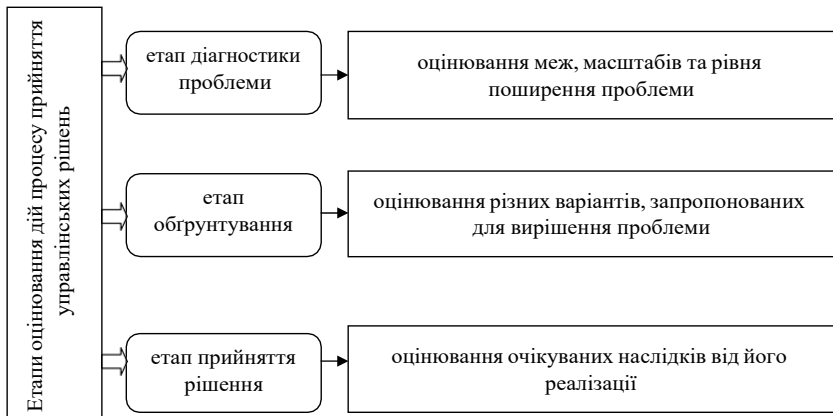 Етапи оцінювання дій процесу прийняття
управлінських рішень
етап діагностики
проблеми
оцінювання меж, масштабів та рівня
поширення проблеми
етап
обґрунтування
оцінювання різних варіантів, запропонованих
для вирішення проблеми
етап прийняття
рішення
оцінювання очікуваних наслідків від його
реалізації